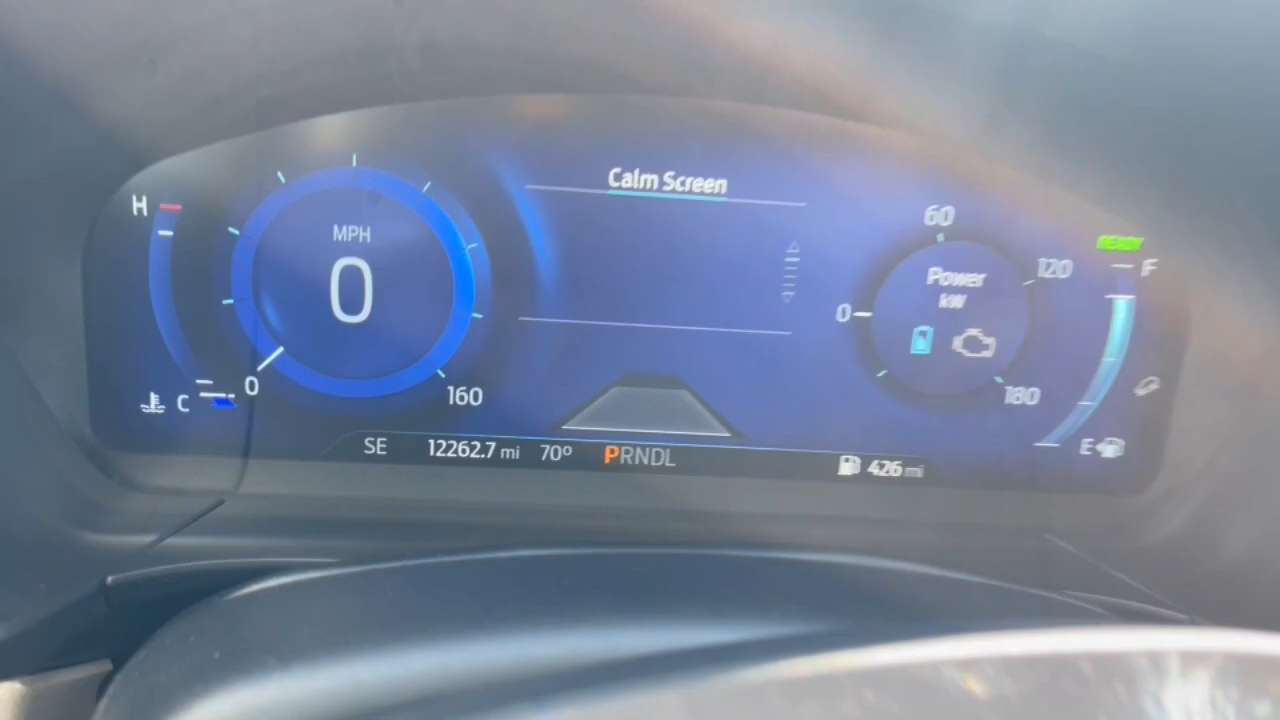 Calm Screen
H
MPH
0
C
0
160
60
120
Power
kW
0
180
READY
F
E
SE 12262.7 mi 70° PRNDL 426 mi